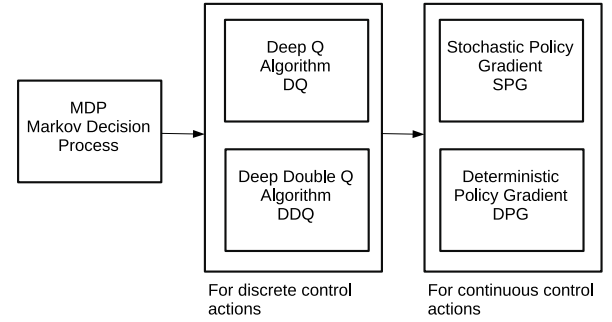 MDP
Markov Decision
Process
Deep Q
Algorithm
DQ
Deep Double Q
Algorithm
DDQ
For discrete control
actions
Stochastic Policy
Gradient
SPG
Deterministic
Policy Gradient
DPG
For continuous control
actions